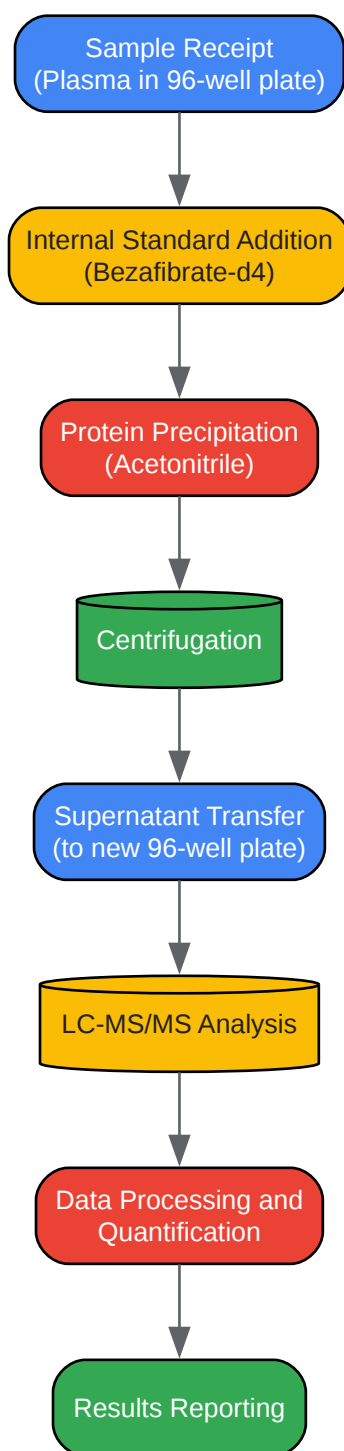 Sample Receipt
(Plasma in 96-well plate)
Internal Standard Addition
(Bezafibrate-d4)
Protein Precipitation
(Acetonitrile)
Centrifugation
Supernatant Transfer
(to new 96-well plate)
LC-MS/MS Analysis
Data Processing and
Quantification
Results Reporting